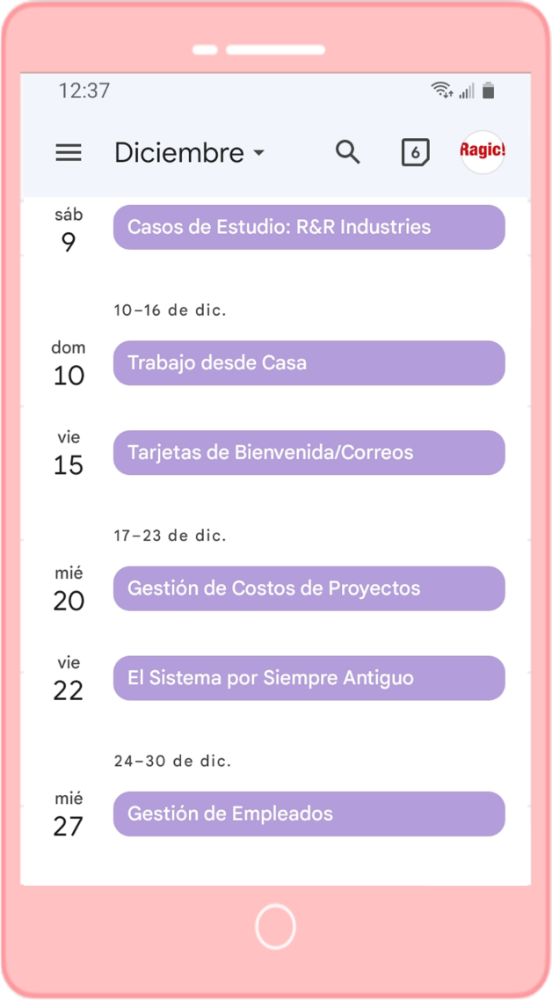 12:37
Diciembre
6
Ragic!
sáb
9
Casos de Estudio: R&R Industries
10–16 de dic.
dom
10
Trabajo desde Casa
vie
15
Tarjetas de Bienvenida/Correos
17–23 de dic.
mié
20
Gestión de Costos de Proyectos
vie
22
El Sistema por Siempre Antiguo
24–30 de dic.
mié
27
Gestión de Empleados